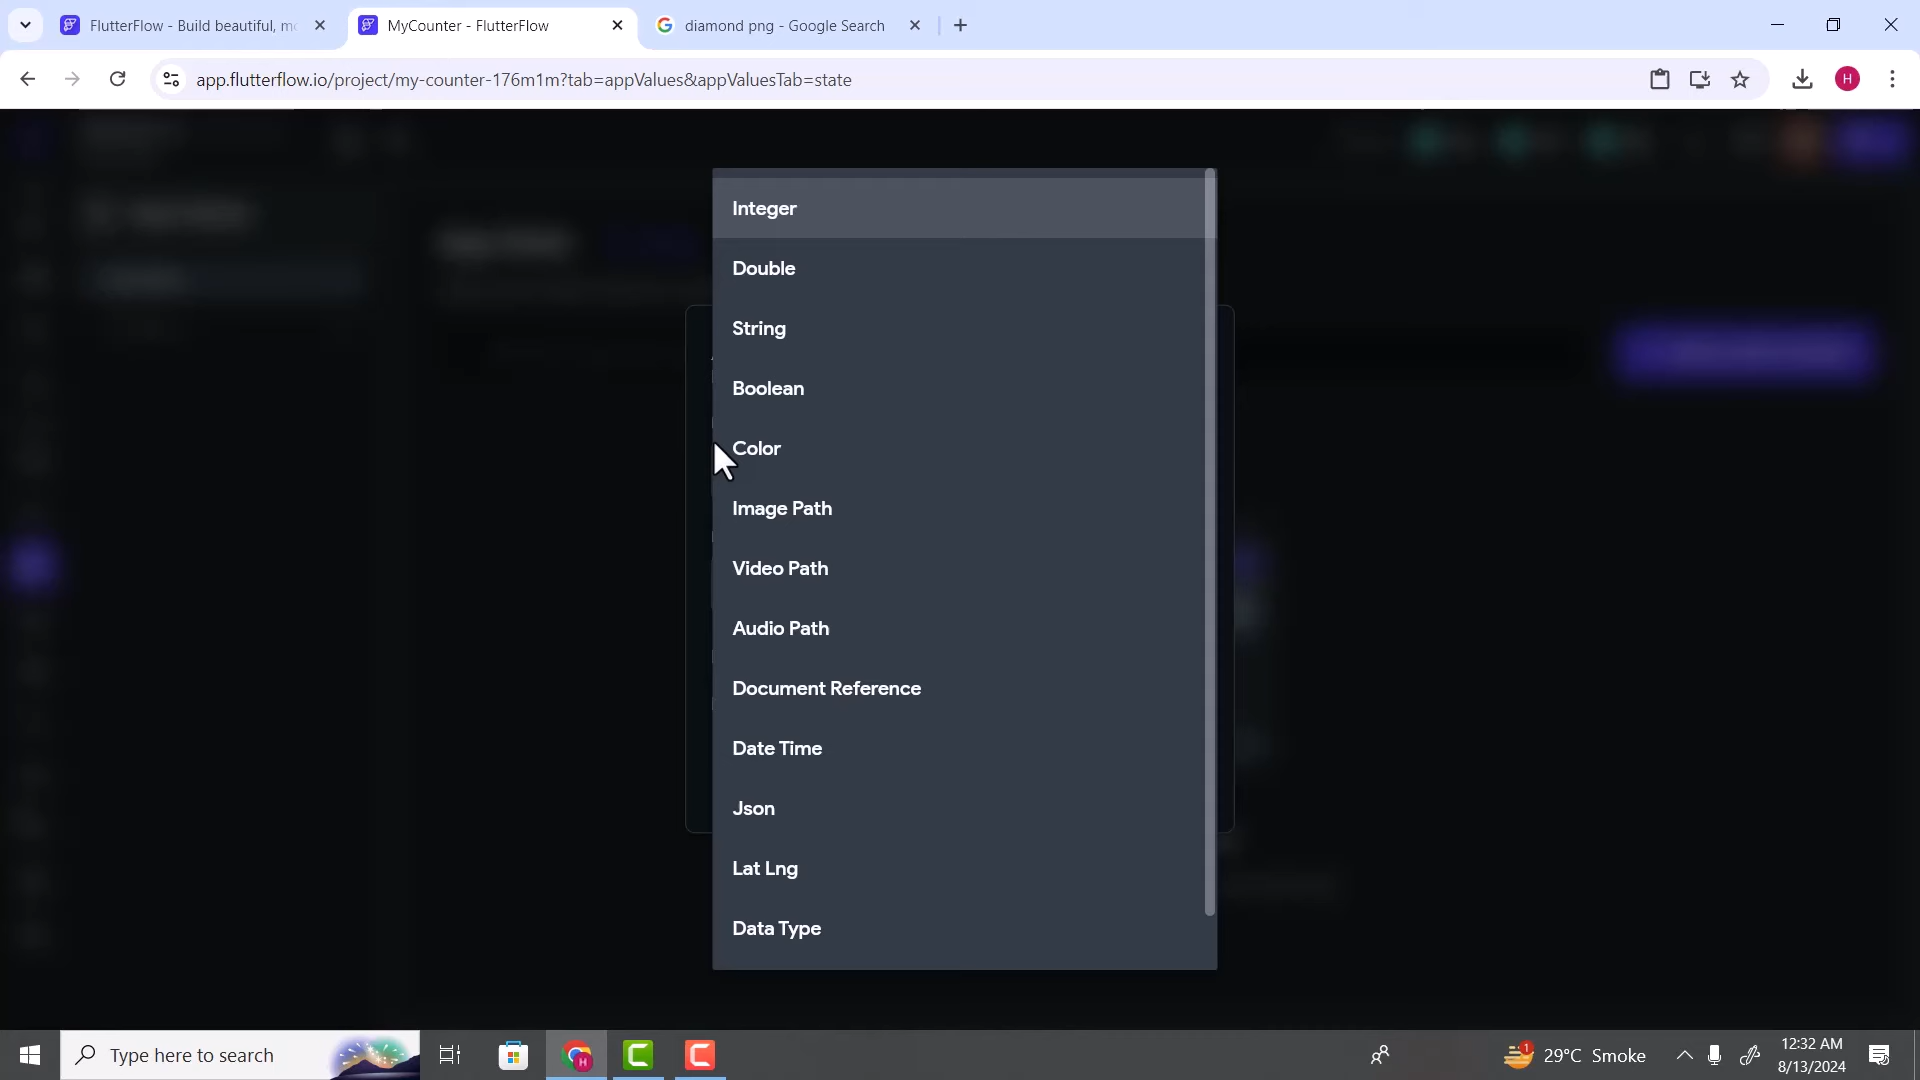 FlutterFlow - Build beautiful, m
MyCounter - FlutterFlow
diamond png - Google Search
app.flutterflow.io/project/my-counter-176m1m?tab=appValues&appValuesTab=state
H
Integer
Double
String
Boolean
Color
Image Path
Video Path
Audio Path
Document Reference
Date Time
Json
Lat Lng
Data Type
Type here to search
H
1
29°C Smoke
12:32 AM
8/13/2024